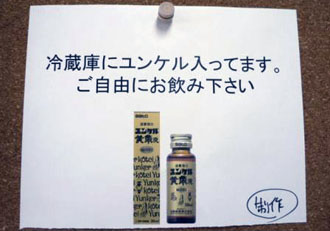 冷蔵庫にユンケル入ってます。
ご自由にお飲み下さい
ユンケル
黄帝液
ユンケル
黄帝液